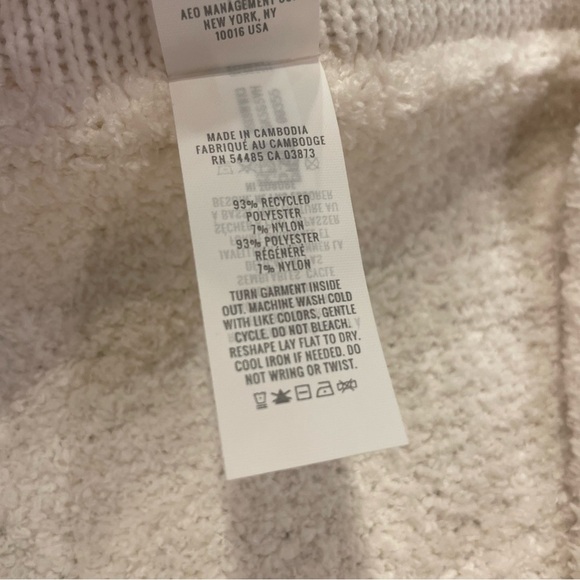 AEO MANAGEMENT
NEW YORK, NY
10016 USA
MADE IN CAMBODIA
FABRIQUÉ AU CAMBODGE
RN 54485 CA 03873
93% RECYCLED
POLYESTER
7% NYLON
93% POLYESTER
RÉGÉNÉRÉ
7% NYLON
TURN GARMENT INSIDE
OUT. MACHINE WASH COLD
WITH LIKE COLORS, GENTLE
CYCLE. DO NOT BLEACH.
RESHAPE LAY FLAT TO DRY.
COOL IRON IF NEEDED. DO
NOT WRING OR TWIST.